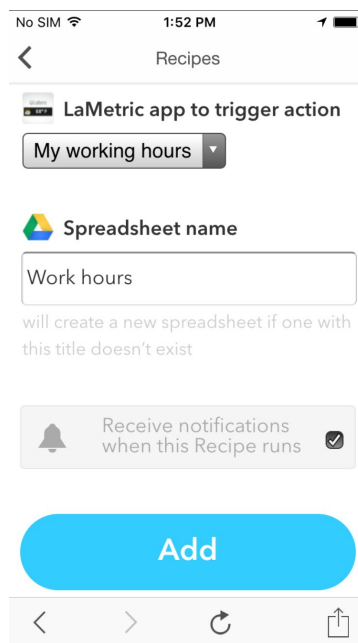 No SIM 1:52 PM
Recipes
LaMetric app to trigger action
My working hours
Spreadsheet name
Work hours
will create a new spreadsheet if one with
this title doesn't exist
Receive notifications
when this Recipe runs
Add